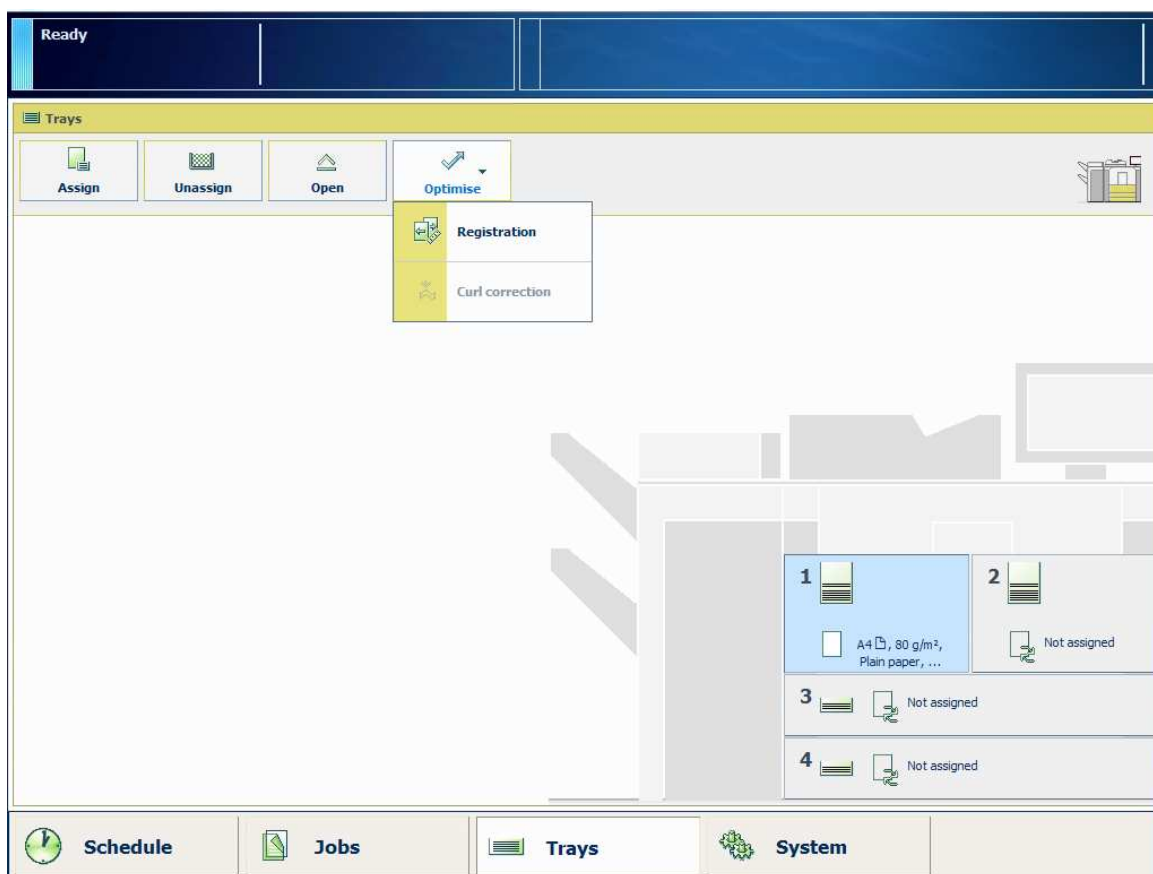 Ready
Trays
Assign
Unassign
Open
Optimise
Registration
Curl correction
1
A4, 80 g/m²,
Plain paper, ...
2
Not assigned
3
Not assigned
4
Not assigned
Schedule
Jobs
Trays
System